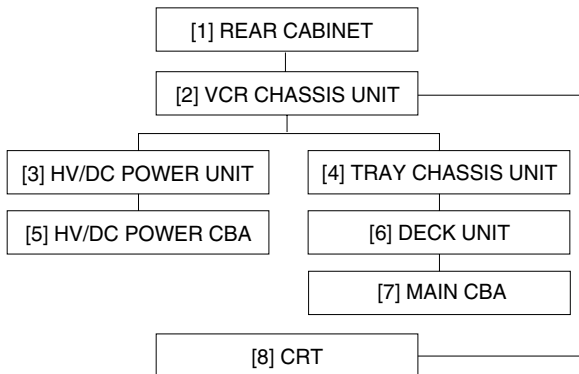 [1] REAR CABINET
[2] VCR CHASSIS UNIT
[3] HV/DC POWER UNIT
[4] TRAY CHASSIS UNIT
[5] HV/DC POWER CBA
[6] DECK UNIT
[7] MAIN CBA
[8] CRT